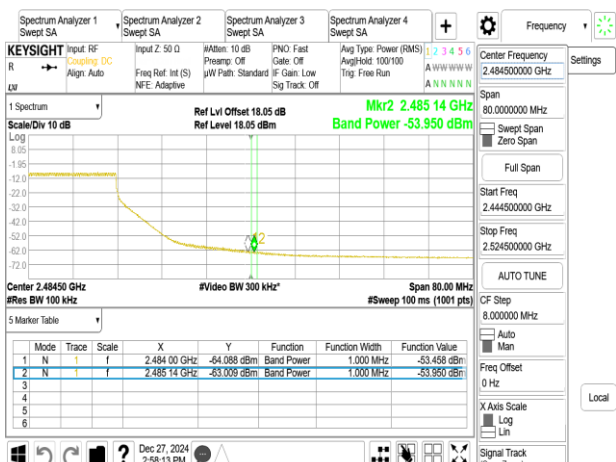 Spectrum Analyzer 1
Swept SA
Spectrum Analyzer 2
Swept SA
Spectrum Analyzer 3
Swept SA
Spectrum Analyzer 4
Swept SA
+
Frequency
KEYSIGHT
R
Input: RF
Coupling: DC
Align: Auto
Input Z: 50 Ω
Freq Ref: Int (S)
NFE: Adaptive
#Atten: 10 dB
Preamp: Off
µW Path: Standard
PNO: Fast
Gate: Off
IF Gain: Low
Sig Track: Off
Avg Type: Power (RMS)
Avg|Hold: 100/100
Trig: Free Run
1 2 3 4 5 6
A W W W W W
A N N N N N
Center Frequency
2.484500000 GHz
Settings
Span
80.0000000 MHz
Swept Span
Zero Span
Full Span
Start Freq
2.444500000 GHz
Stop Freq
2.524500000 GHz
AUTO TUNE
CF Step
8.000000 MHz
Auto
Man
Freq Offset
0 Hz
X Axis Scale
Log
Lin
Local
Signal Track
1 Spectrum
Scale/Div 10 dB
Ref Lvl Offset 18.05 dB
Ref Level 18.05 dBm
Mkr2 2.485 14 GHz
Band Power -53.950 dBm
Log
8.05
-1.95
-12.0
-22.0
-32.0
-42.0
-52.0
-62.0
-72.0
2
Center 2.48450 GHz
#Res BW 100 kHz
#Video BW 300 kHz*
Span 80.00 MHz
#Sweep 100 ms (1001 pts)
5 Marker Table
Mode Trace Scale X Y Function Function Width Function Value
1 N 1 f 2.484 00 GHz -64.088 dBm Band Power 1.000 MHz -53.458 dBm
2 N 1 f 2.485 14 GHz -63.009 dBm Band Power 1.000 MHz -53.950 dBm
3
4
5
6
?
Dec 27, 2024
2:58:13 PM